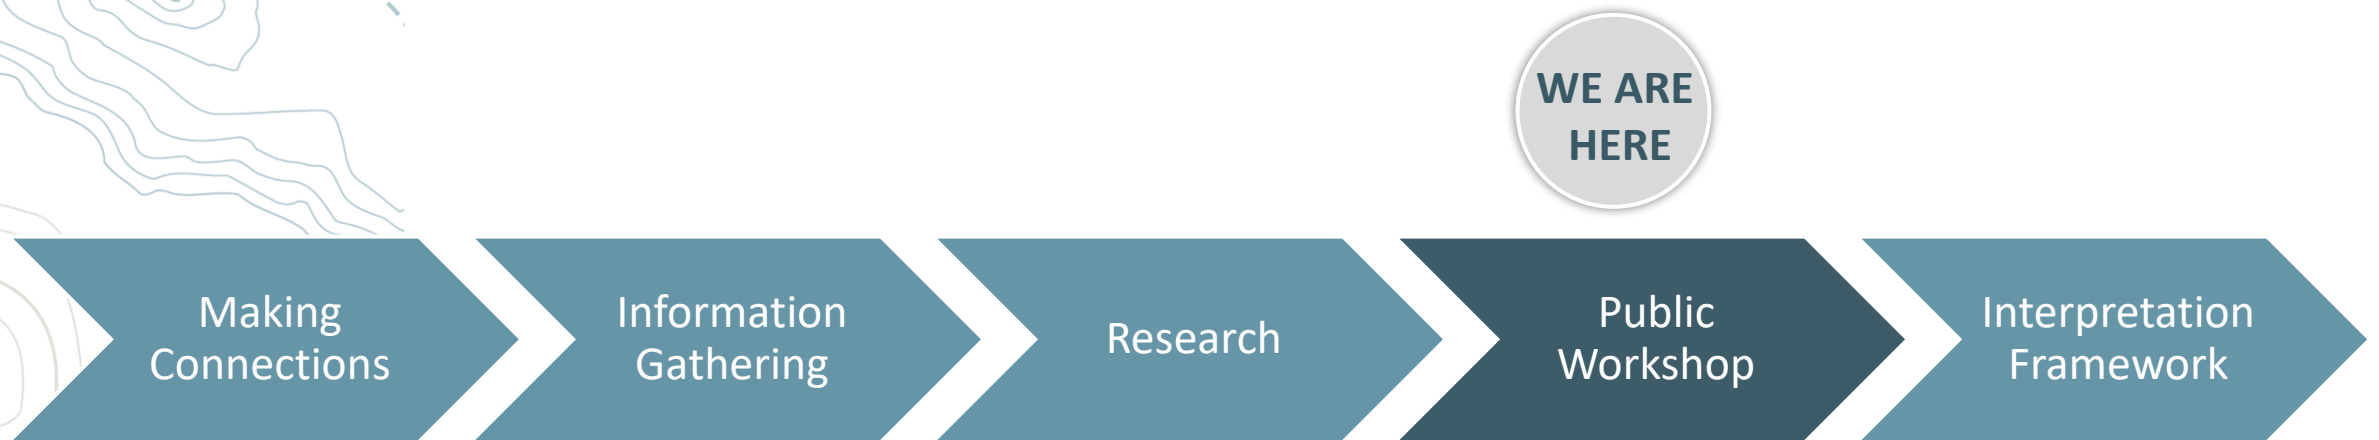 WE ARE
HERE
Making
Connections
Information
Gathering
Research
Public
Workshop
Interpretation
Framework